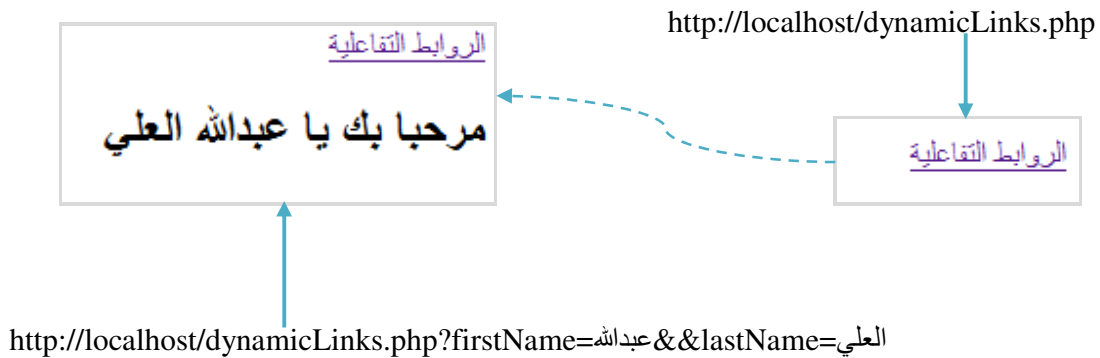 http://localhost/dynamicLinks.php
الروابط التفاعلية
الروابط التفاعلية
مرحبا بك يا عبدالله العلي
http://localhost/dynamicLinks.php?firstName=عبدالله&&lastName=العلي